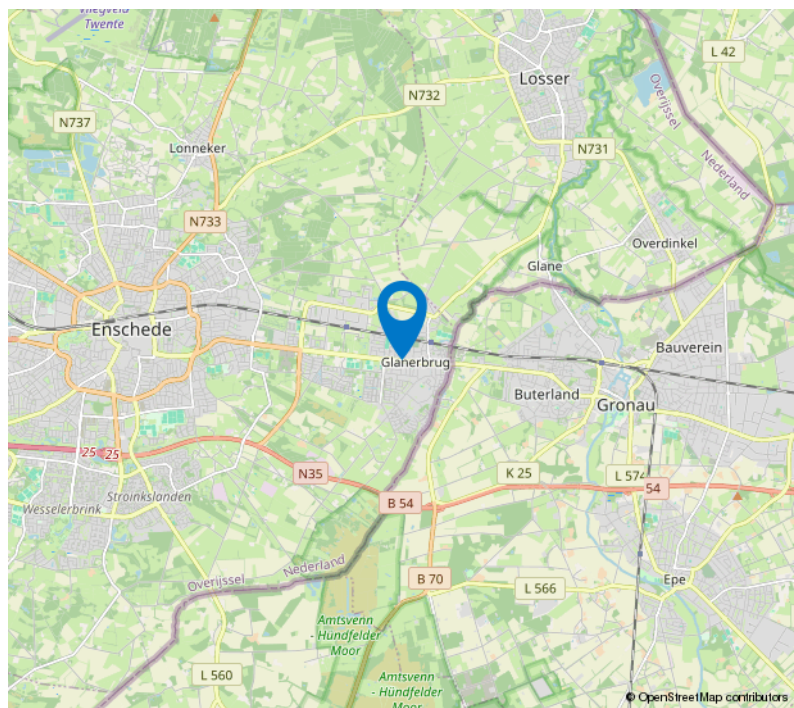 Vliegveld
Twente
L 42
Losser
Overijssel
N732
N737
Lonneker
N731
Nederland
N733
Overdinkel
Glane
Enschede
Bauverein
Glanerbrug
Buterland
Gronau
25
25
N35
K 25
L 574
54
Stroinkslanden
Wesselerbrink
B 54
Nederland
Overijssel
B 70
Epe
L 566
Amtsvenn
- Hündfelder
Moor
L 560
Amtsvenn
- Hündfelder
Moor
© OpenStreetMap contributors